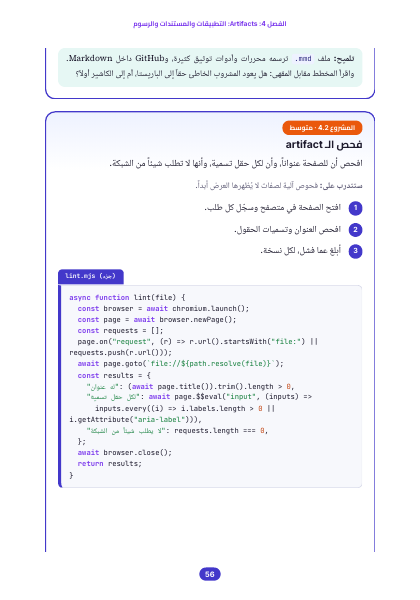 الفصل 4: Artifacts: التطبيقات والمستندات والرسوم
تلميح: ملف .mmd ترسمه محررات وأدوات توثيق كثيرة، وGitHub داخل Markdown.
واقرأ المخطط مقابل المقهى: هل يعود المشروب الخاطئ حقاً إلى الباريستا، أم إلى الكاشير أولاً؟
المشروع 4.2 · متوسط
فحص الـ artifact
افحص أن للصفحة عنواناً، وأن لكل حقل تسمية، وأنها لا تطلب شيئاً من الشبكة.
ستتدرب على: فحوص آلية لصفات لا يُظهرها العرض أبداً.
1 افتح الصفحة في متصفح وسجّل كل طلب.
2 افحص العنوان وتسميات الحقول.
3 أبلغ عما فشل، لكل نسخة.
lint.mjs (جزء)
async function lint(file) {
const browser = await chromium.launch();
const page = await browser.newPage();
const requests = [];
page.on("request", (r) => r.url().startsWith("file:") ||
requests.push(r.url()));
await page.goto(`file://${path.resolve(file)}`);
const results = {
"له عنوان": (await page.title()).trim().length > 0,
"لكل حقل تسمية": await page.$$eval("input", (inputs) =>
inputs.every((i) => i.labels.length > 0 ||
i.getAttribute("aria-label"))),
"لا يطلب شيئاً من الشبكة": requests.length === 0,
};
await browser.close();
return results;
}
56